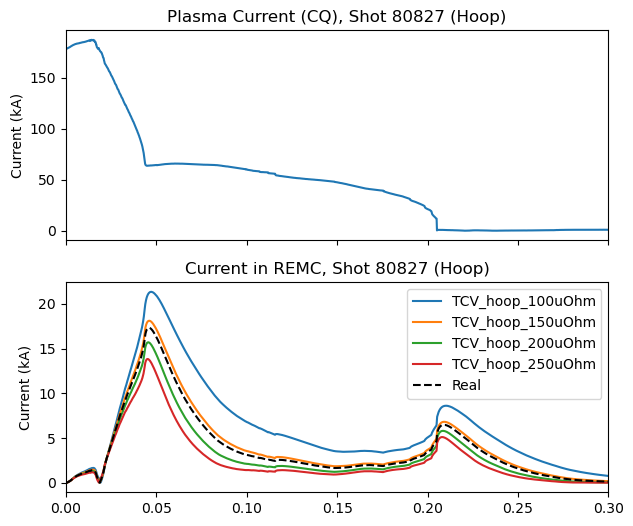 Plasma Current (CQ), Shot 80827 (Hoop)
Current (kA)
150
100
50
0
Current in REMC, Shot 80827 (Hoop)
Current (kA)
20
15
10
5
0
TCV_hoop_100uOhm
TCV_hoop_150uOhm
TCV_hoop_200uOhm
TCV_hoop_250uOhm
Real
0.00 0.05 0.10 0.15 0.20 0.25 0.30